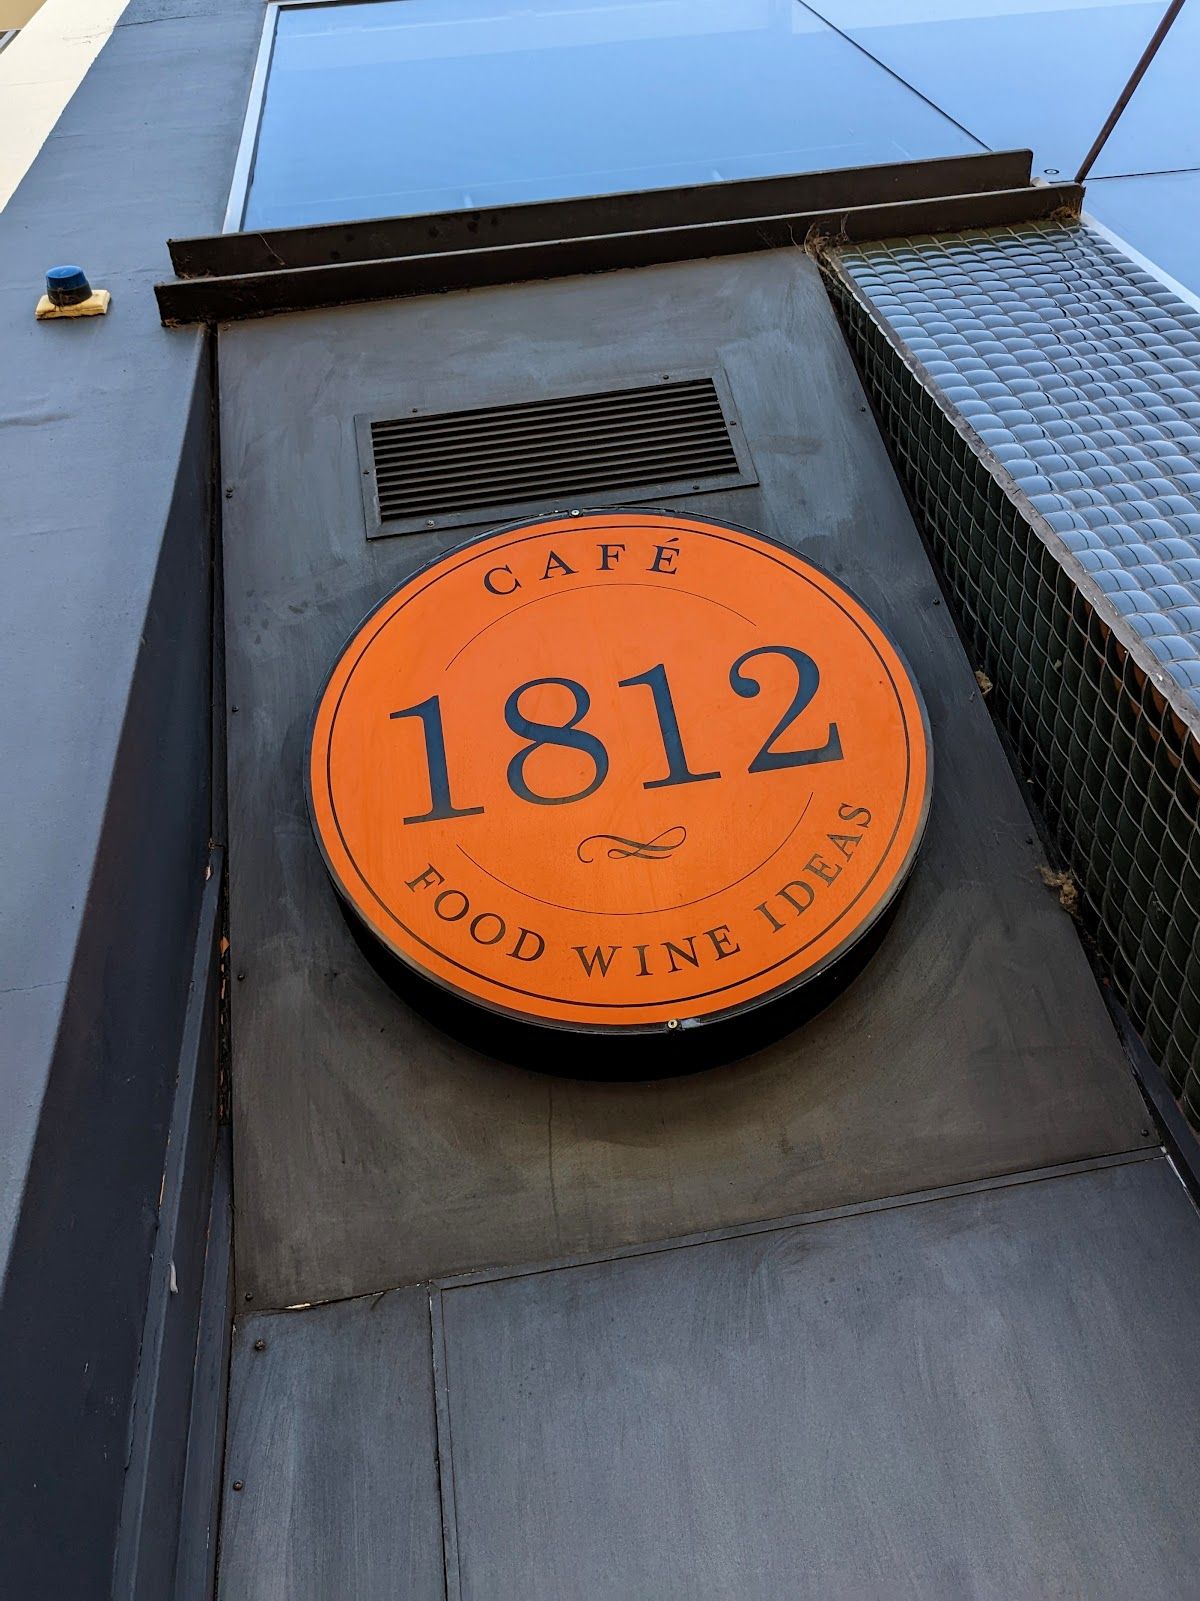 CAFÉ
1812
FOOD WINE IDEAS